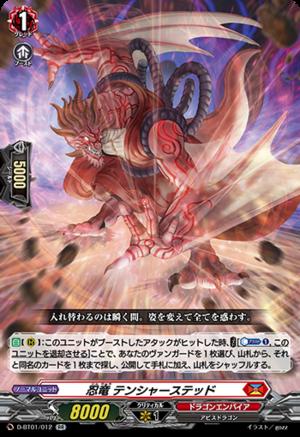 1
グレード
ブースト
5000
シールド
入れ替わるのは瞬く間。姿を変えて全てを惑わす。
ノーマルユニット
【自】【(R)】:このユニットがブーストしたアタックがヒットした時、【コスト】【このユニットを退却させる】ことで、あなたのヴァンガードを1枚選び、山札から、それと同名のカードを1枚まで探し、公開して手札に加え、山札をシャッフルする。
忍竜 テンシャーステッド
パワー
8000
クリティカル
1
ドラゴンエンパイア
アビスドラゴン
D-BT01/012 RR
イラスト/